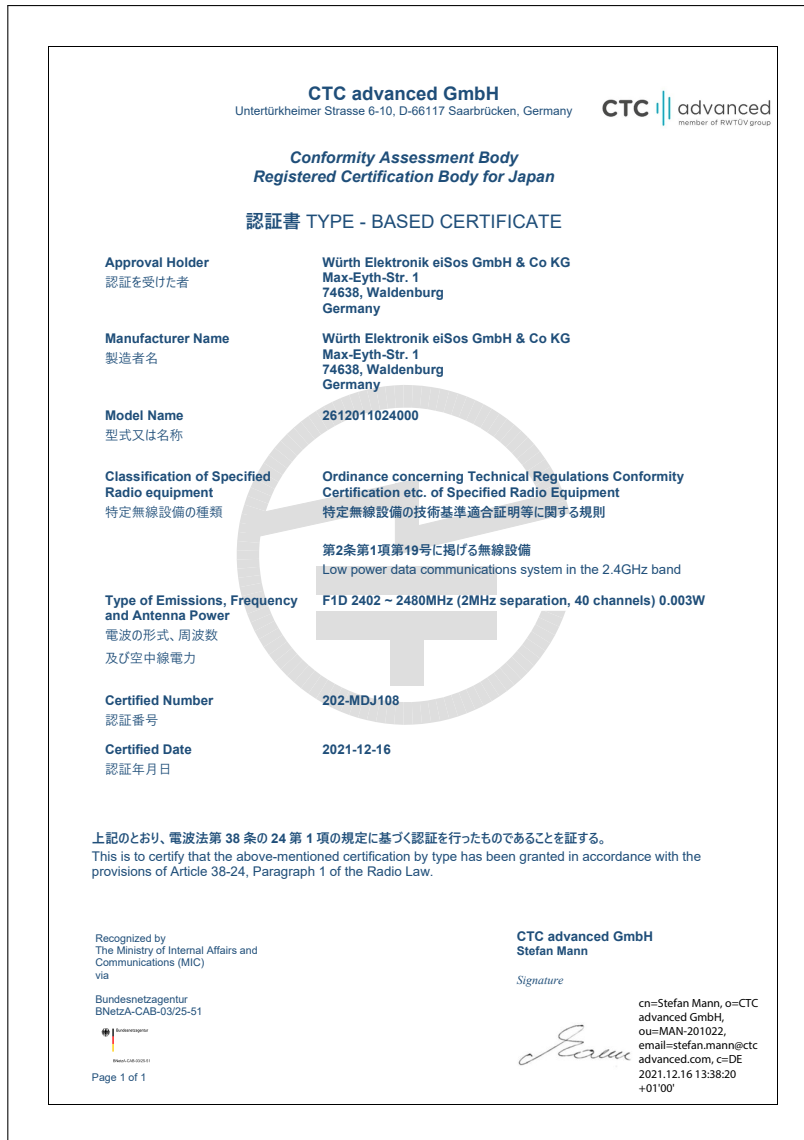 CTC advanced GmbH
Untertürkheimer Strasse 6-10, D-66117 Saarbrücken, Germany
CTC advanced
member of RWTÜV group
Conformity Assessment Body
Registered Certification Body for Japan
認証書 TYPE - BASED CERTIFICATE
Approval Holder
認証を受けた者
Würth Elektronik eiSos GmbH & Co KG
Max-Eyth-Str. 1
74638, Waldenburg
Germany
Manufacturer Name
製造者名
Würth Elektronik eiSos GmbH & Co KG
Max-Eyth-Str. 1
74638, Waldenburg
Germany
Model Name
型式又は名称
2612011024000
Classification of Specified
Radio equipment
特定無線設備の種類
Ordinance concerning Technical Regulations Conformity
Certification etc. of Specified Radio Equipment
特定無線設備の技術基準適合証明等に関する規則
第2条第1項第19号に掲げる無線設備
Low power data communications system in the 2.4GHz band
Type of Emissions, Frequency
and Antenna Power
電波の形式、周波数
及び空中線電力
F1D 2402 ~ 2480MHz (2MHz separation, 40 channels) 0.003W
Certified Number
認証番号
202-MDJ108
Certified Date
認証年月日
2021-12-16
上記のとおり、電波法第 38 条の 24 第 1 項の規定に基づく認証を行ったものであることを証する。
This is to certify that the above-mentioned certification by type has been granted in accordance with the
provisions of Article 38-24, Paragraph 1 of the Radio Law.
Recognized by
The Ministry of Internal Affairs and
Communications (MIC)
via
Bundesnetzagentur
BNetzA-CAB-03/25-51
Bundesnetzagentur
BNetzA-CAB-03/25-51
Page 1 of 1
CTC advanced GmbH
Stefan Mann
Signature
cn=Stefan Mann, o=CTC
advanced GmbH,
ou=MAN-201022,
email=stefan.mann@ctc
advanced.com, c=DE
2021.12.16 13:38:20
+01'00'